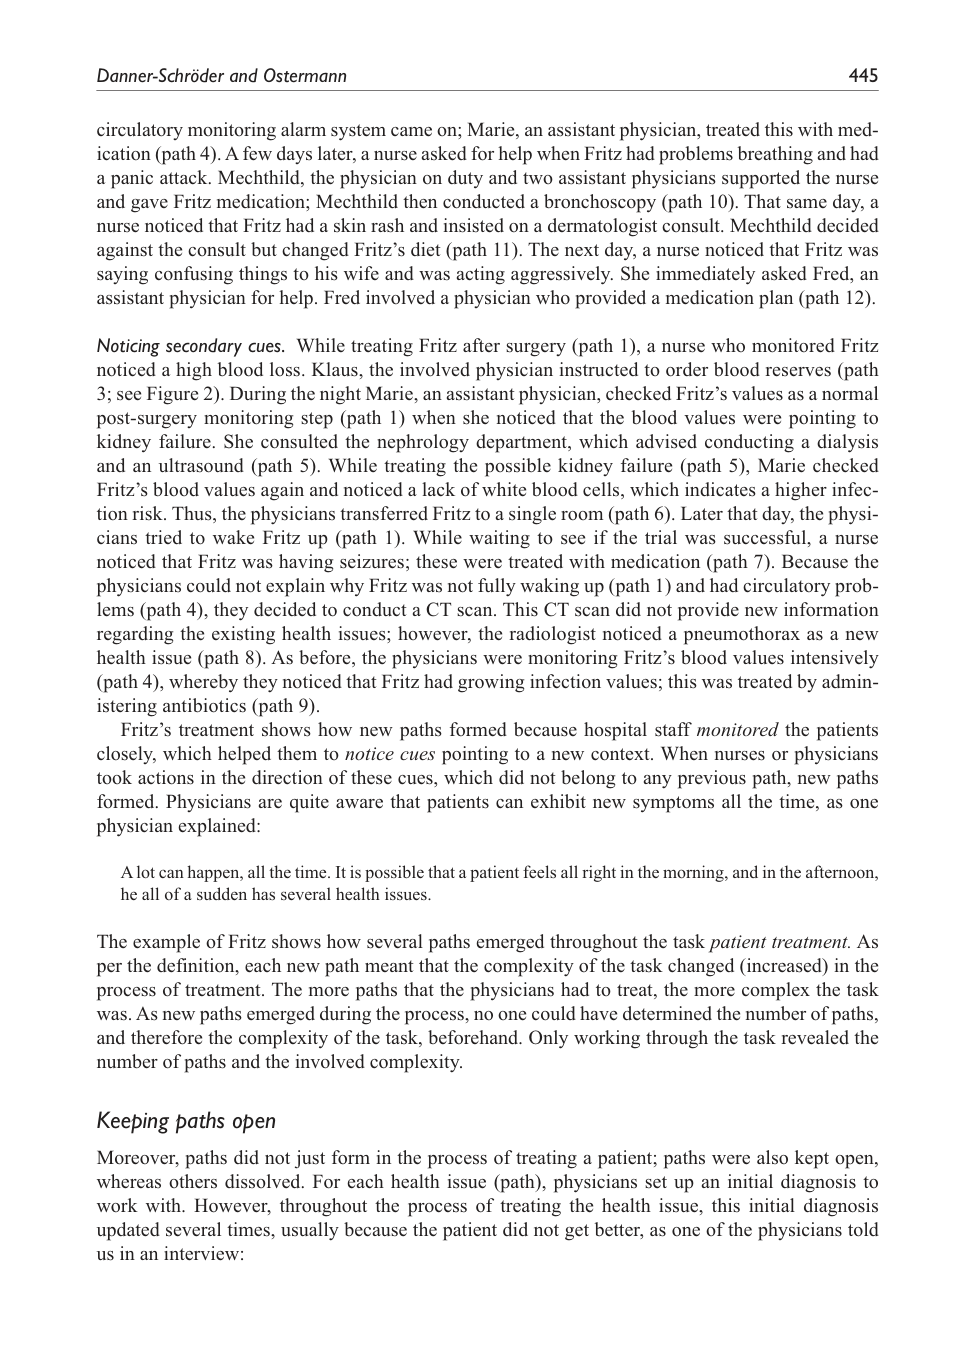 Danner-Schröder and Ostermann 445
circulatory monitoring alarm system came on; Marie, an assistant physician, treated this with med-
ication (path 4). A few days later, a nurse asked for help when Fritz had problems breathing and had
a panic attack. Mechthild, the physician on duty and two assistant physicians supported the nurse
and gave Fritz medication; Mechthild then conducted a bronchoscopy (path 10). That same day, a
nurse noticed that Fritz had a skin rash and insisted on a dermatologist consult. Mechthild decided
against the consult but changed Fritz’s diet (path 11). The next day, a nurse noticed that Fritz was
saying confusing things to his wife and was acting aggressively. She immediately asked Fred, an
assistant physician for help. Fred involved a physician who provided a medication plan (path 12).
Noticing secondary cues. While treating Fritz after surgery (path 1), a nurse who monitored Fritz
noticed a high blood loss. Klaus, the involved physician instructed to order blood reserves (path
3; see Figure 2). During the night Marie, an assistant physician, checked Fritz’s values as a normal
post-surgery monitoring step (path 1) when she noticed that the blood values were pointing to
kidney failure. She consulted the nephrology department, which advised conducting a dialysis
and an ultrasound (path 5). While treating the possible kidney failure (path 5), Marie checked
Fritz’s blood values again and noticed a lack of white blood cells, which indicates a higher infec-
tion risk. Thus, the physicians transferred Fritz to a single room (path 6). Later that day, the physi-
cians tried to wake Fritz up (path 1). While waiting to see if the trial was successful, a nurse
noticed that Fritz was having seizures; these were treated with medication (path 7). Because the
physicians could not explain why Fritz was not fully waking up (path 1) and had circulatory prob-
lems (path 4), they decided to conduct a CT scan. This CT scan did not provide new information
regarding the existing health issues; however, the radiologist noticed a pneumothorax as a new
health issue (path 8). As before, the physicians were monitoring Fritz’s blood values intensively
(path 4), whereby they noticed that Fritz had growing infection values; this was treated by admin-
istering antibiotics (path 9).
Fritz’s treatment shows how new paths formed because hospital staff monitored the patients
closely, which helped them to notice cues pointing to a new context. When nurses or physicians
took actions in the direction of these cues, which did not belong to any previous path, new paths
formed. Physicians are quite aware that patients can exhibit new symptoms all the time, as one
physician explained:
A lot can happen, all the time. It is possible that a patient feels all right in the morning, and in the afternoon,
he all of a sudden has several health issues.
The example of Fritz shows how several paths emerged throughout the task patient treatment. As
per the definition, each new path meant that the complexity of the task changed (increased) in the
process of treatment. The more paths that the physicians had to treat, the more complex the task
was. As new paths emerged during the process, no one could have determined the number of paths,
and therefore the complexity of the task, beforehand. Only working through the task revealed the
number of paths and the involved complexity.
Keeping paths open
Moreover, paths did not just form in the process of treating a patient; paths were also kept open,
whereas others dissolved. For each health issue (path), physicians set up an initial diagnosis to
work with. However, throughout the process of treating the health issue, this initial diagnosis
updated several times, usually because the patient did not get better, as one of the physicians told
us in an interview: